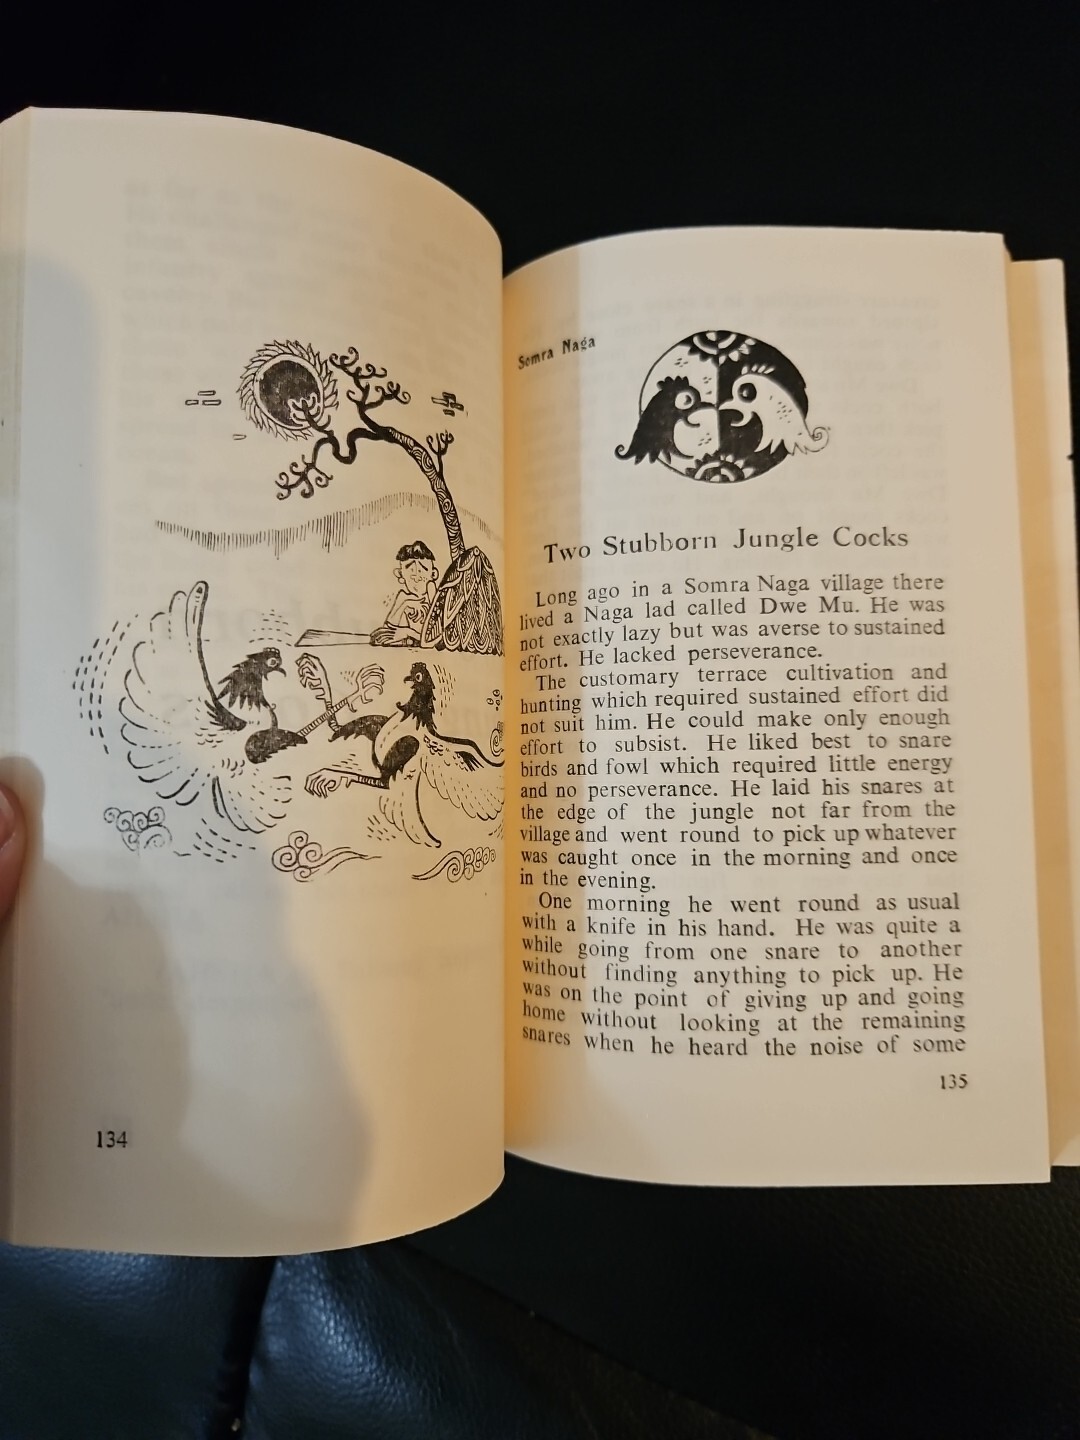 134
Somra Naga
Two Stubborn Jungle Cocks
Long ago in a Somra Naga village there
lived a Naga lad called Dwe Mu. He was
not exactly lazy but was averse to sustained
effort. He lacked perseverance.
The customary terrace cultivation and
hunting which required sustained effort did
not suit him. He could make only enough
effort to subsist. He liked best to snare
birds and fowl which required little energy
and no perseverance. He laid his snares at
the edge of the jungle not far from the
village and went round to pick up whatever
was caught once in the morning and once
in the evening.
One morning he went round as usual
with a knife in his hand. He was quite a
while going from one snare to another
without finding anything to pick up. He
was on the point of giving up and going
home without looking at the remaining
snares when he heard the noise of some
135